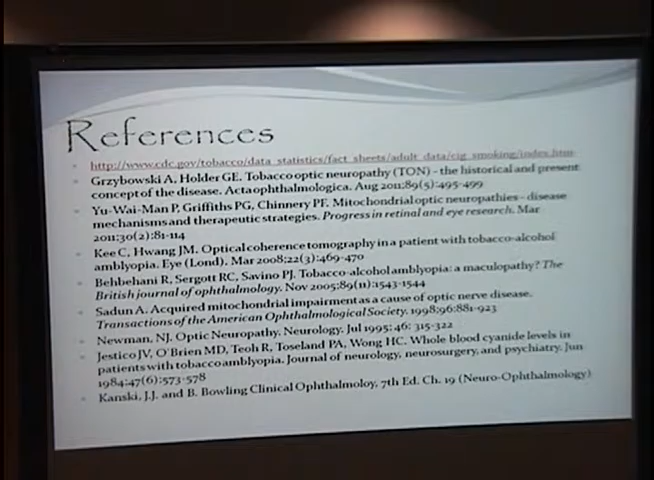 References
http://www.cdc.gov/tobacco/data_statistics/fact_sheets/adult_data/cig_smoking/index.htm
Grzybowski A, Holder GE. Tobacco optic neuropathy (TON) - the historical and present
concept of the disease. Acta ophthalmologica. Aug 2011;89(5):495-499
Yu-Wai-Man P, Griffiths PG, Chinnery PF. Mitochondrial optic neuropathies - disease
mechanisms and therapeutic strategies. Progress in retinal and eye research. Mar
2011;30(2):81-114
Kee C, Hwang JM. Optical coherence tomography in a patient with tobacco-alcohol
amblyopia. Eye (Lond). Mar 2008;22(3):469-470
Behbehani R, Sergott RC, Savino PJ. Tobacco-alcohol amblyopia: a maculopathy? The
British journal of ophthalmology. Nov 2005;89(11):1543-1544
Sadun A. Acquired mitochondrial impairment as a cause of optic nerve disease.
Transactions of the American Ophthalmological Society. 1998;96:881-923
Newman, NJ. Optic Neuropathy. Neurology. Jul 1995; 46: 315-322
Jestico JV, O'Brien MD, Teoh R, Toseland PA, Wong HC. Whole blood cyanide levels in
patients with tobacco amblyopia. Journal of neurology, neurosurgery, and psychiatry. Jun
1984;47(6):573-578
Kanski, J.J. and B. Bowling Clinical Ophthalmoloy, 7th Ed. Ch. 19 (Neuro-Ophthalmology)